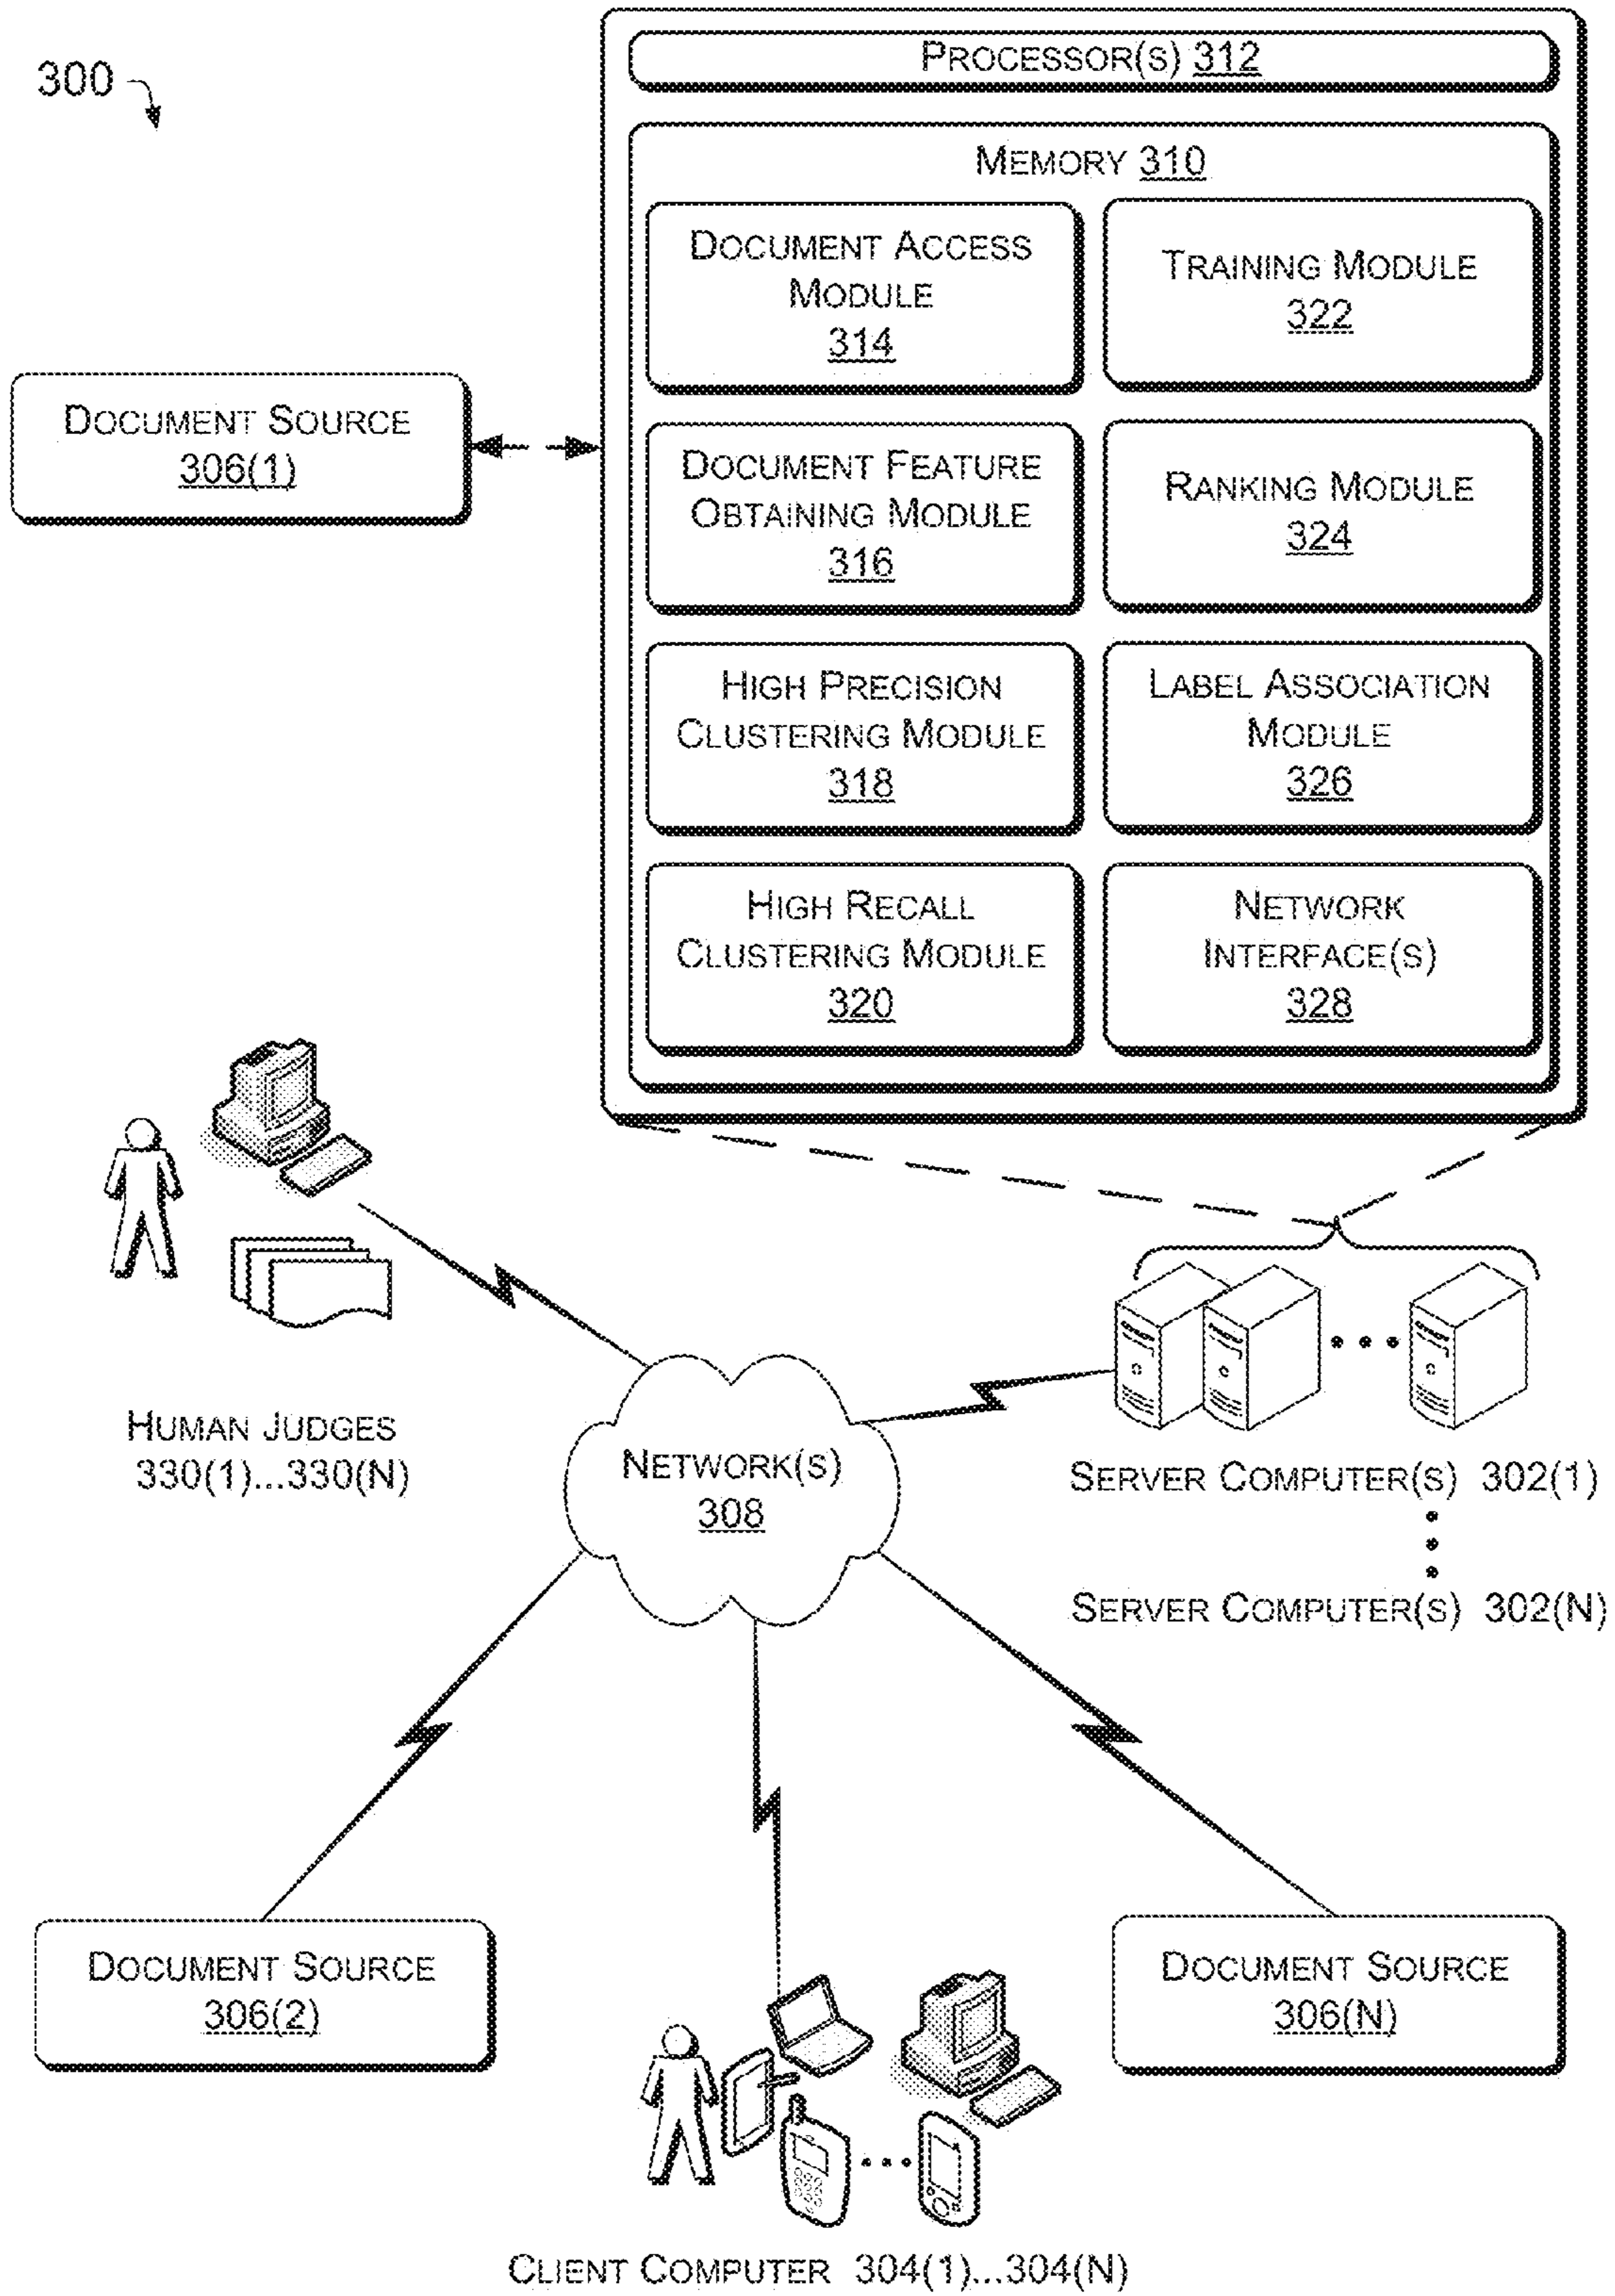 300
PROCESSOR(S) 312
MEMORY 310
DOCUMENT ACCESS
MODULE
314
TRAINING MODULE
322
DOCUMENT SOURCE
306(1)
DOCUMENT FEATURE
OBTAINING MODULE
316
RANKING MODULE
324
HIGH PRECISION
CLUSTERING MODULE
318
LABEL ASSOCIATION
MODULE
326
HIGH RECALL
CLUSTERING MODULE
320
NETWORK
INTERFACE(S)
328
HUMAN JUDGES
330(1)...330(N)
NETWORK(S)
308
SERVER COMPUTER(S) 302(1)
SERVER COMPUTER(S) 302(N)
DOCUMENT SOURCE
306(2)
DOCUMENT SOURCE
306(N)
CLIENT COMPUTER 304(1)...304(N)